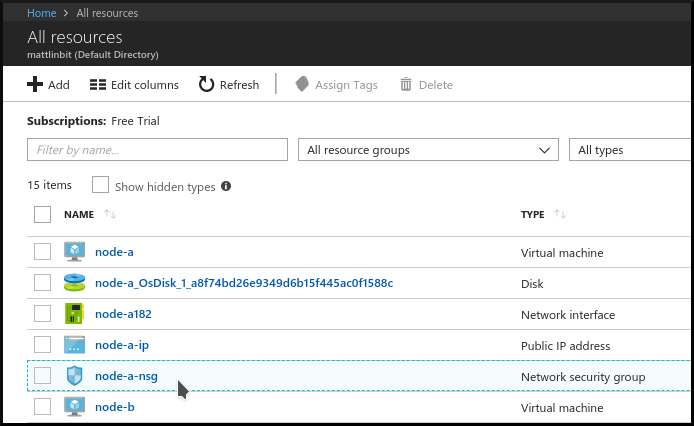 Home > All resources
All resources
mattlinbit (Default Directory)
Add Edit columns Refresh Assign Tags Delete
Subscriptions: Free Trial
Filter by name... All resource groups All types
15 items Show hidden types
NAME TYPE
node-a Virtual machine
node-a_OsDisk_1_a8f74bd26e9349d6b15f445ac0f1588c Disk
node-a182 Network interface
node-a-ip Public IP address
node-a-nsg Network security group
node-b Virtual machine